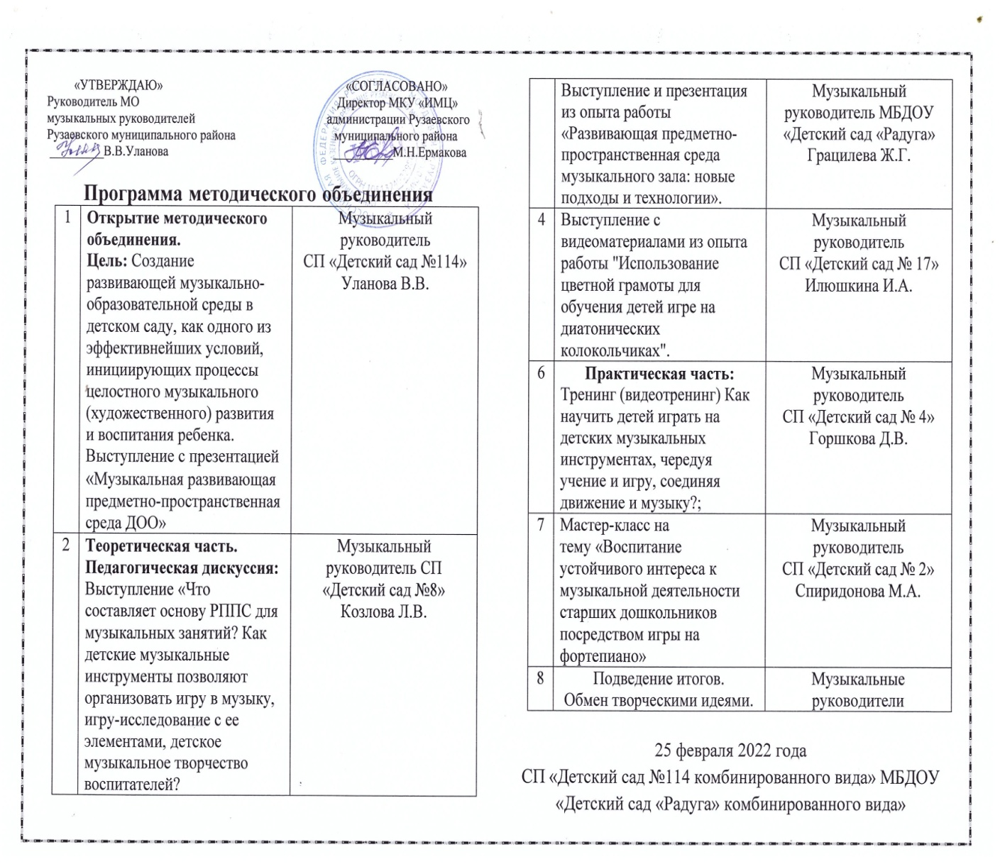 «УТВЕРЖДАЮ»
Руководитель МО
музыкальных руководителей
Рузаевского муниципального района
В.В.Уланова
«СОГЛАСОВАНО»
Директор МКУ «ИМЦ»
администрации Рузаевского
муниципального района
М.Н.Ермакова
Программа методического объединения
1
Открытие методического
объединения.
Цель: Создание
развивающей музыкально-
образовательной среды в
детском саду, как одного из
эффективнейших условий,
инициирующих процессы
целостного музыкального
(художественного) развития
и воспитания ребенка.
Выступление с презентацией
«Музыкальная развивающая
предметно-пространственная
среда ДОО»
Музыкальный
руководитель
СП «Детский сад №114»
Уланова В.В.
2
Теоретическая часть.
Педагогическая дискуссия:
Выступление «Что
составляет основу РППС для
музыкальных занятий? Как
детские музыкальные
инструменты позволяют
организовать игру в музыку,
игру-исследование с ее
элементами, детское
музыкальное творчество
воспитателей?
Музыкальный
руководитель СП
«Детский сад №8»
Козлова Л.В.
Выступление и презентация
из опыта работы
«Развивающая предметно-
пространственная среда
музыкального зала: новые
подходы и технологии».
Музыкальный
руководитель МБДОУ
«Детский сад «Радуга»
Грацилева Ж.Г.
4
Выступление с
видеоматериалами из опыта
работы "Использование
цветной грамоты для
обучения детей игре на
диатонических
колокольчиках".
Музыкальный
руководитель
СП «Детский сад № 17»
Илюшкина И.А.
6
Практическая часть:
Тренинг (видеотренинг) Как
научить детей играть на
детских музыкальных
инструментах, чередуя
учение и игру, соединяя
движение и музыку?;
Музыкальный
руководитель
СП «Детский сад № 4»
Горшкова Д.В.
7
Мастер-класс на
тему «Воспитание
устойчивого интереса к
музыкальной деятельности
старших дошкольников
посредством игры на
фортепиано»
Музыкальный
руководитель
СП «Детский сад № 2»
Спиридонова М.А.
8
Подведение итогов.
Обмен творческими идеями.
Музыкальные
руководители
25 февраля 2022 года
СП «Детский сад №114 комбинированного вида» МБДОУ
«Детский сад «Радуга» комбинированного вида»